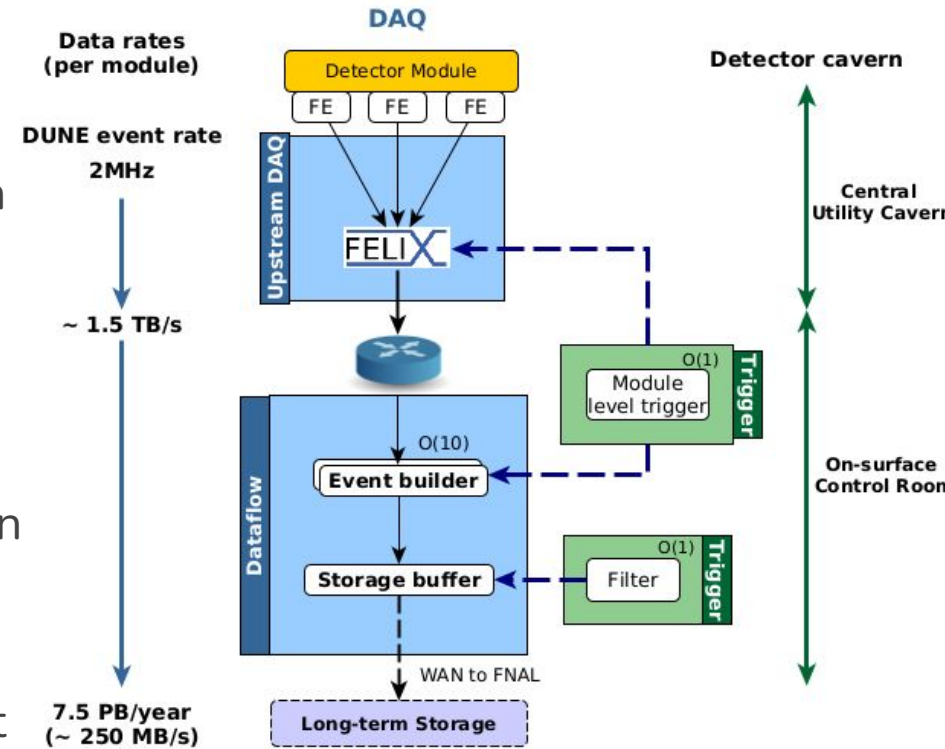 DAQ
Data rates
(per module)
Detector Module
Detector cavern
FE
FE
FE
DUNE event rate
2MHz
Upstream DAQ
FELIX
Central
Utility Cavern
~ 1.5 TB/s
O(1)
Module
level trigger
Trigger
O(10)
Event builder
On-surface
Control Room
Dataflow
O(1)
Filter
Trigger
Storage buffer
WAN to FNAL
7.5 PB/year
(~ 250 MB/s)
Long-term Storage